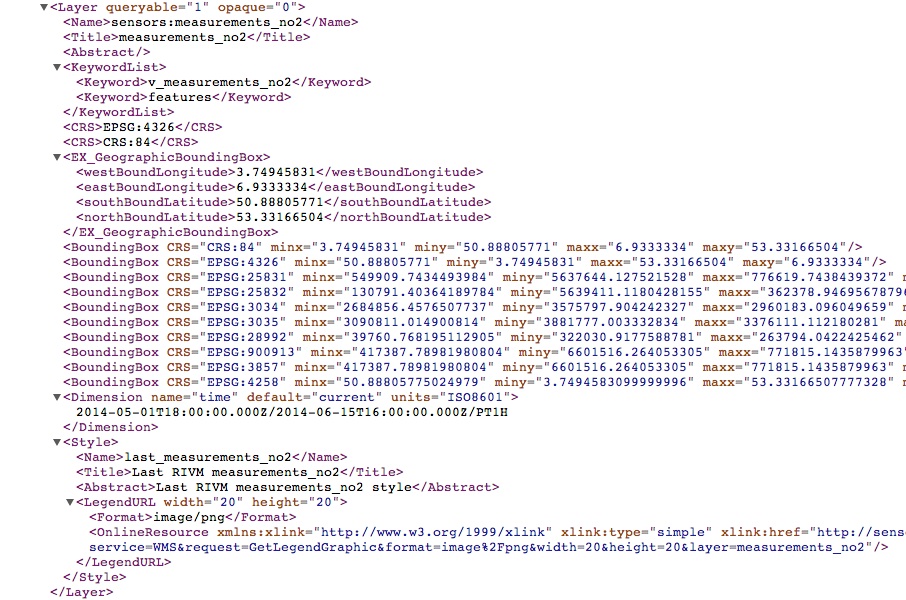 ▼<Layer queryable="1" opaque="0">
<Name>sensors:measurements_no2</Name>
<Title>measurements_no2</Title>
<Abstract/>
▼<KeywordList>
<Keyword>v_measurements_no2</Keyword>
<Keyword>features</Keyword>
</KeywordList>
<CRS>EPSG:4326</CRS>
<CRS>CRS:84</CRS>
▼<EX_GeographicBoundingBox>
<westBoundLongitude>3.74945831</westBoundLongitude>
<eastBoundLongitude>6.9333334</eastBoundLongitude>
<southBoundLatitude>50.88805771</southBoundLatitude>
<northBoundLatitude>53.33166504</northBoundLatitude>
</EX_GeographicBoundingBox>
<BoundingBox CRS="CRS:84" minx="3.74945831" miny="50.88805771" maxx="6.9333334" maxy="53.33166504"/>
<BoundingBox CRS="EPSG:4326" minx="50.88805771" miny="3.74945831" maxx="53.33166504" maxy="6.9333334"/>
<BoundingBox CRS="EPSG:25831" minx="549909.7434493984" miny="5637644.127521528" maxx="776619.7438439372" m
<BoundingBox CRS="EPSG:25832" minx="130791.40364189784" miny="5639411.1180428155" maxx="362378.94695678796
<BoundingBox CRS="EPSG:3034" minx="2684856.4576507737" miny="3575797.904242327" maxx="2960183.096049659" m
<BoundingBox CRS="EPSG:3035" minx="3090811.014900814" miny="3881777.003332834" maxx="3376111.112180281" ma
<BoundingBox CRS="EPSG:28992" minx="39760.768195112905" miny="322030.9177588781" maxx="263794.0422425462"
<BoundingBox CRS="EPSG:900913" minx="417387.78981980804" miny="6601516.264053305" maxx="771815.1435879963"
<BoundingBox CRS="EPSG:3857" minx="417387.78981980804" miny="6601516.264053305" maxx="771815.1435879963" m
<BoundingBox CRS="EPSG:4258" minx="50.88805775024979" miny="3.7494583099999996" maxx="53.33166507777328" m
▼<Dimension name="time" default="current" units="ISO8601">
2014-05-01T18:00:00.000Z/2014-06-15T16:00:00.000Z/PT1H
</Dimension>
▼<Style>
<Name>last_measurements_no2</Name>
<Title>Last RIVM measurements_no2</Title>
<Abstract>Last RIVM measurements_no2 style</Abstract>
▼<LegendURL width="20" height="20">
<Format>image/png</Format>
<OnlineResource xmlns:xlink="http://www.w3.org/1999/xlink" xlink:type="simple" xlink:href="http://sens
service=WMS&request=GetLegendGraphic&format=image%2Fpng&width=20&height=20&layer=measurements_no2"/>
</LegendURL>
</Style>
</Layer>